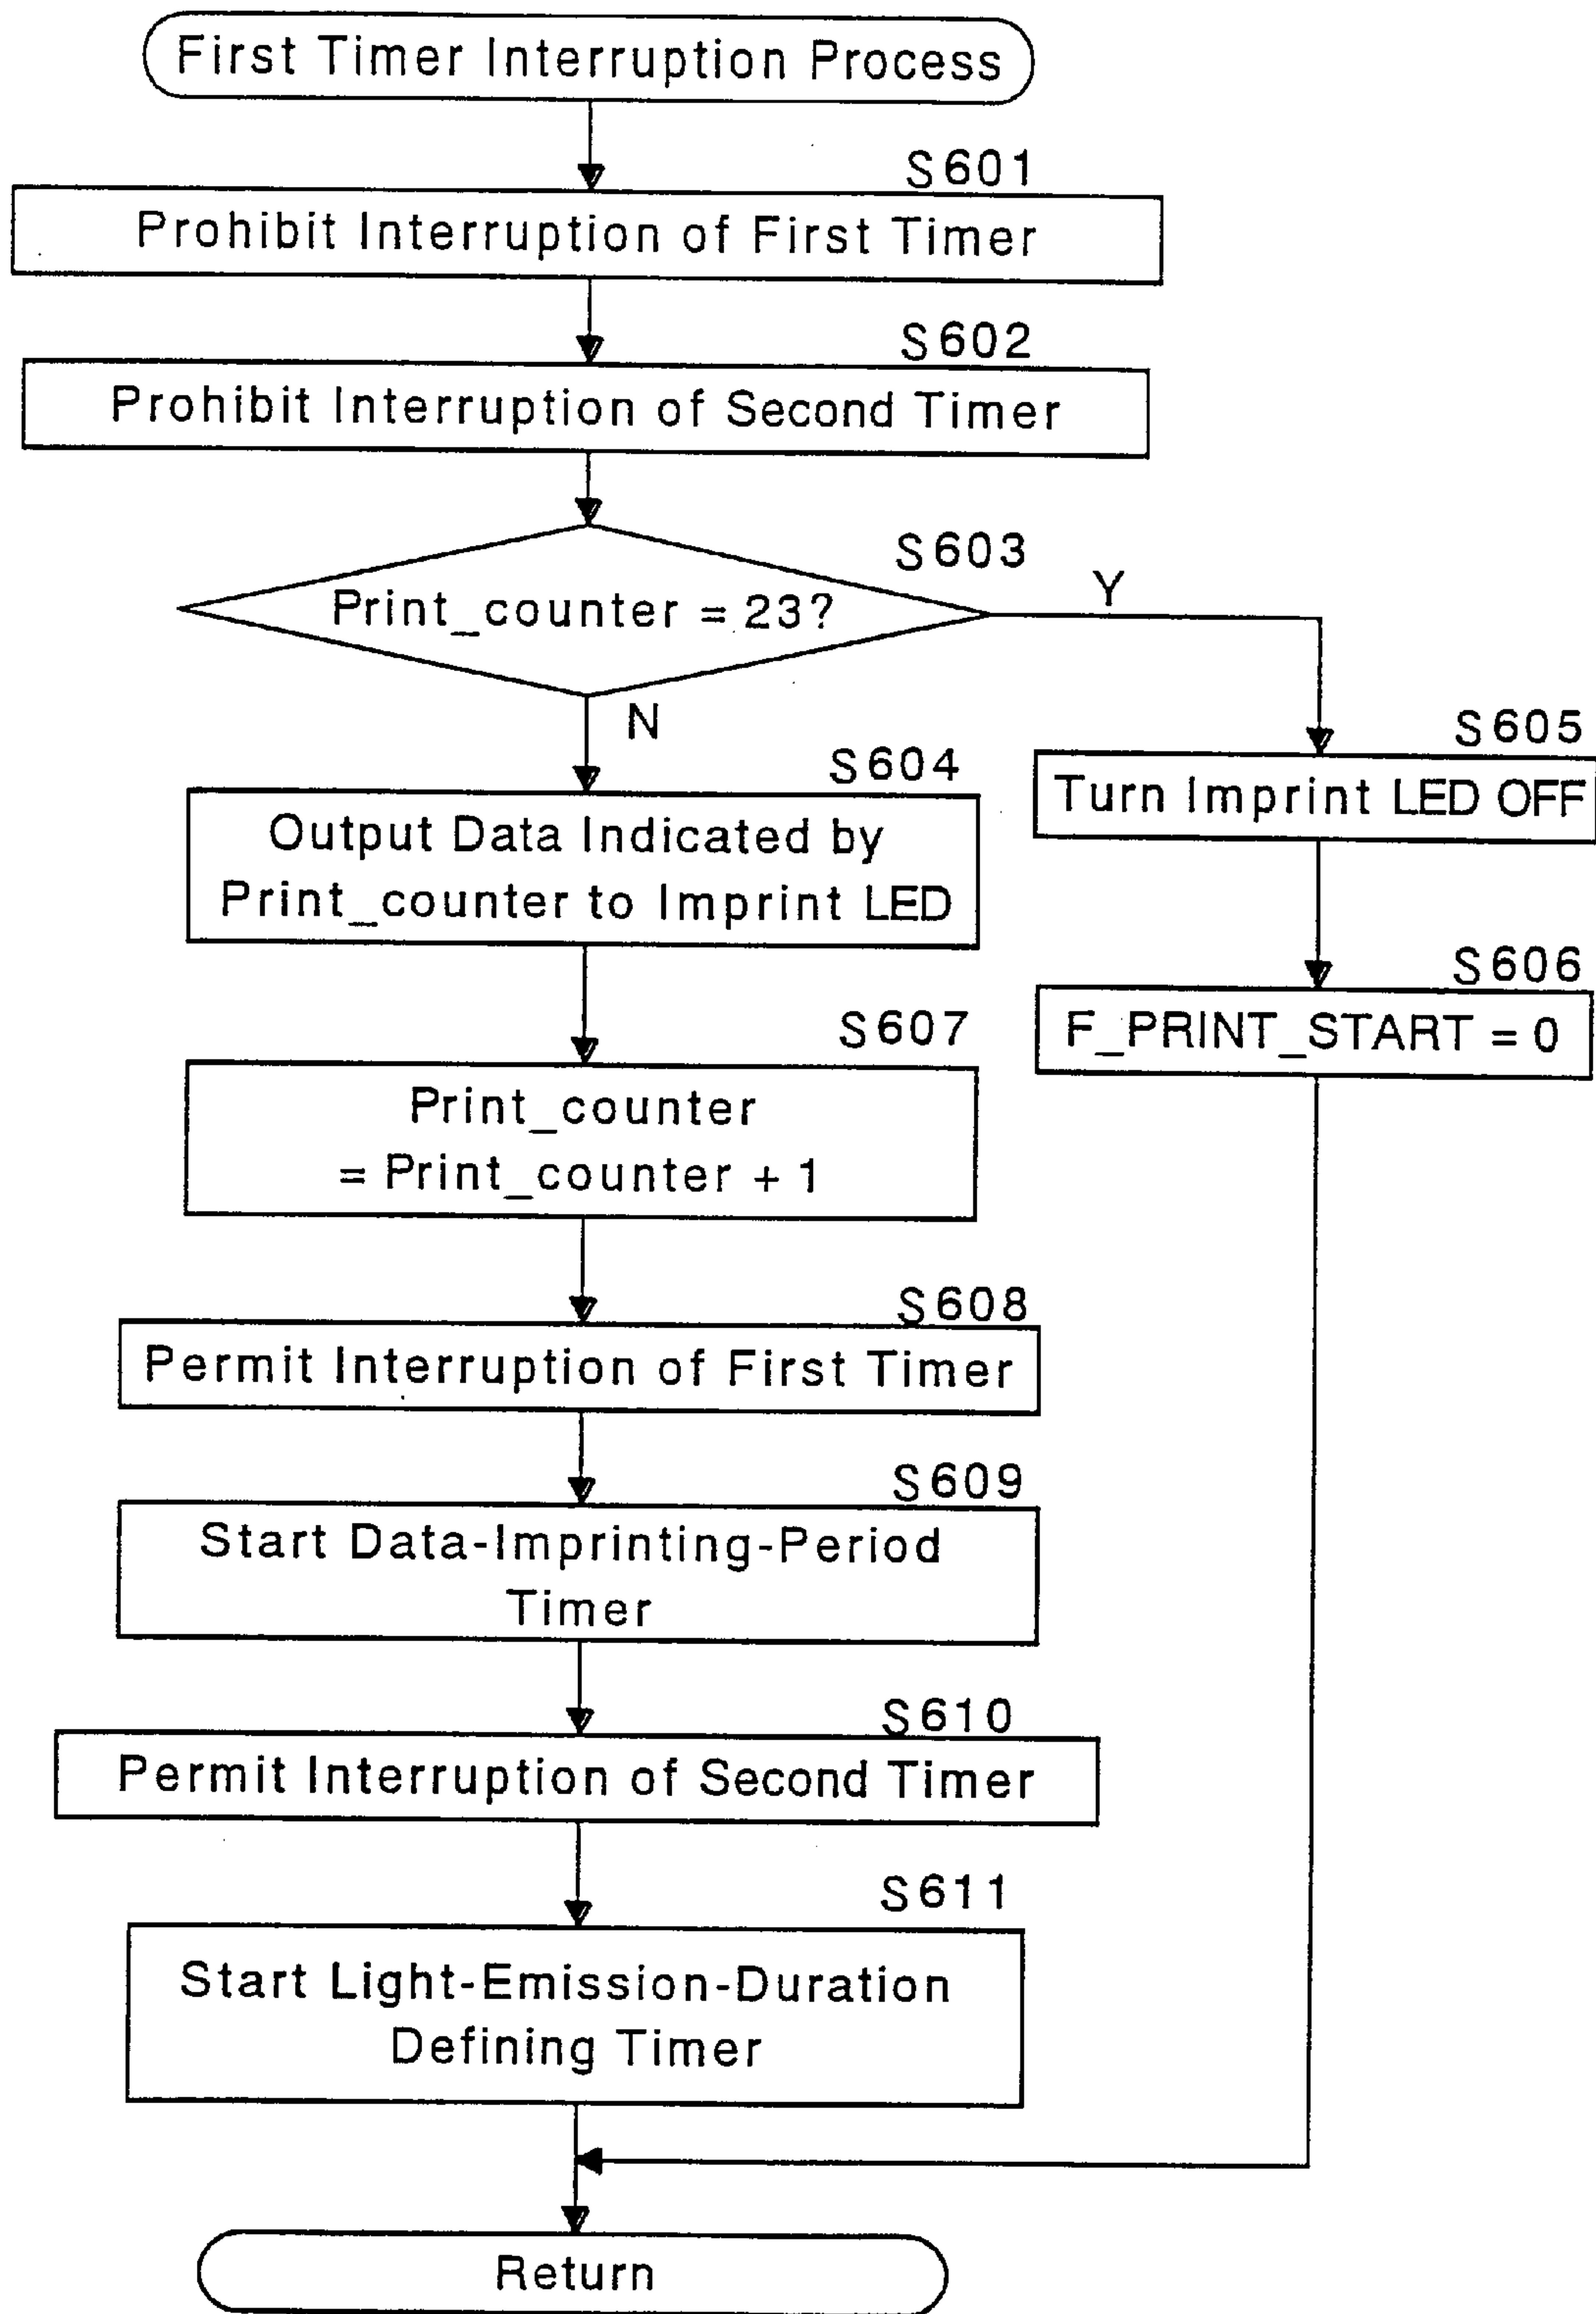 First Timer Interruption Process
S601
Prohibit Interruption of First Timer
S602
Prohibit Interruption of Second Timer
S603
Print_counter = 23?
Y
N
S604
Output Data Indicated by
Print_counter to Imprint LED
S605
Turn Imprint LED OFF
S606
F_PRINT_START = 0
S607
Print_counter
= Print_counter + 1
S608
Permit Interruption of First Timer
S609
Start Data-Imprinting-Period
Timer
S610
Permit Interruption of Second Timer
S611
Start Light-Emission-Duration
Defining Timer
Return